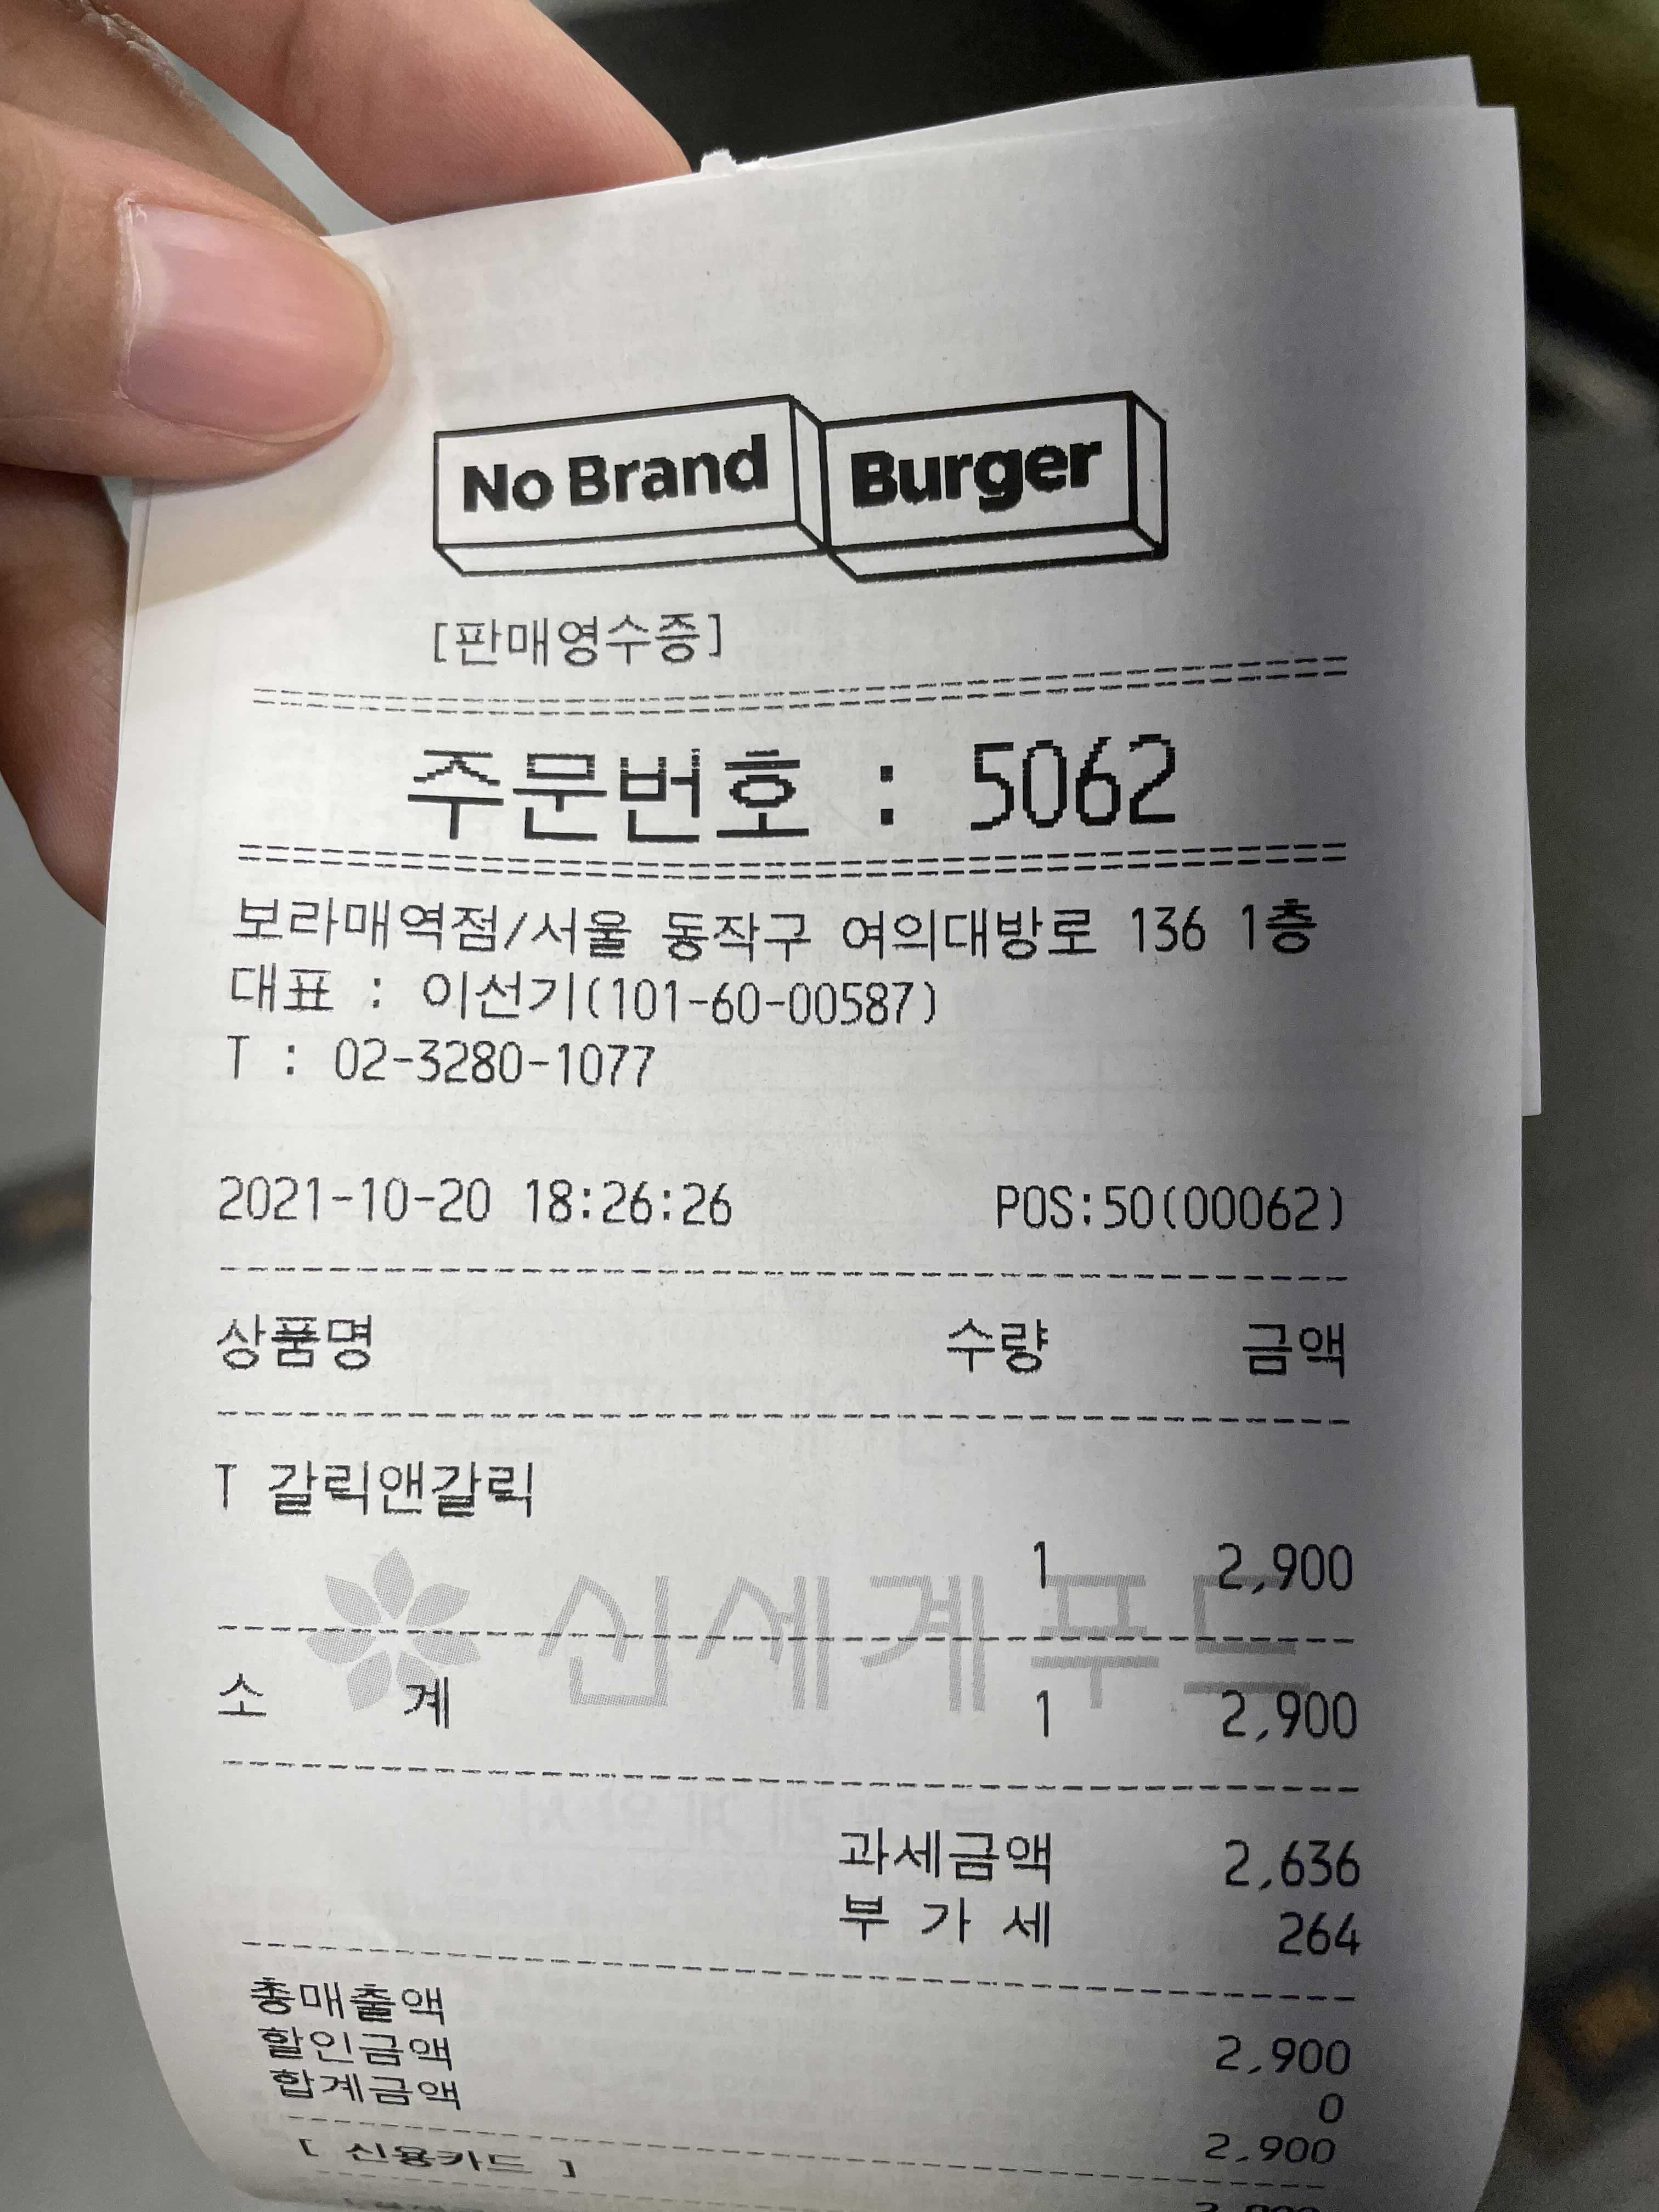 No Brand Burger
[판매영수증]
주문번호 : 5062
보라매역점/서울 동작구 여의대방로 136 1층
대표 : 이선기(101-60-00587)
T : 02-3280-1077
2021-10-20 18:26:26 POS:50(00062)
상품명 수량 금액
T 갈릭앤갈릭
1 2,900
신세계푸드
소 계 1 2,900
과세금액 2,636
부 가 세 264
총매출액 2,900
할인금액 0
합계금액 2,900
[ 신용카드 ]